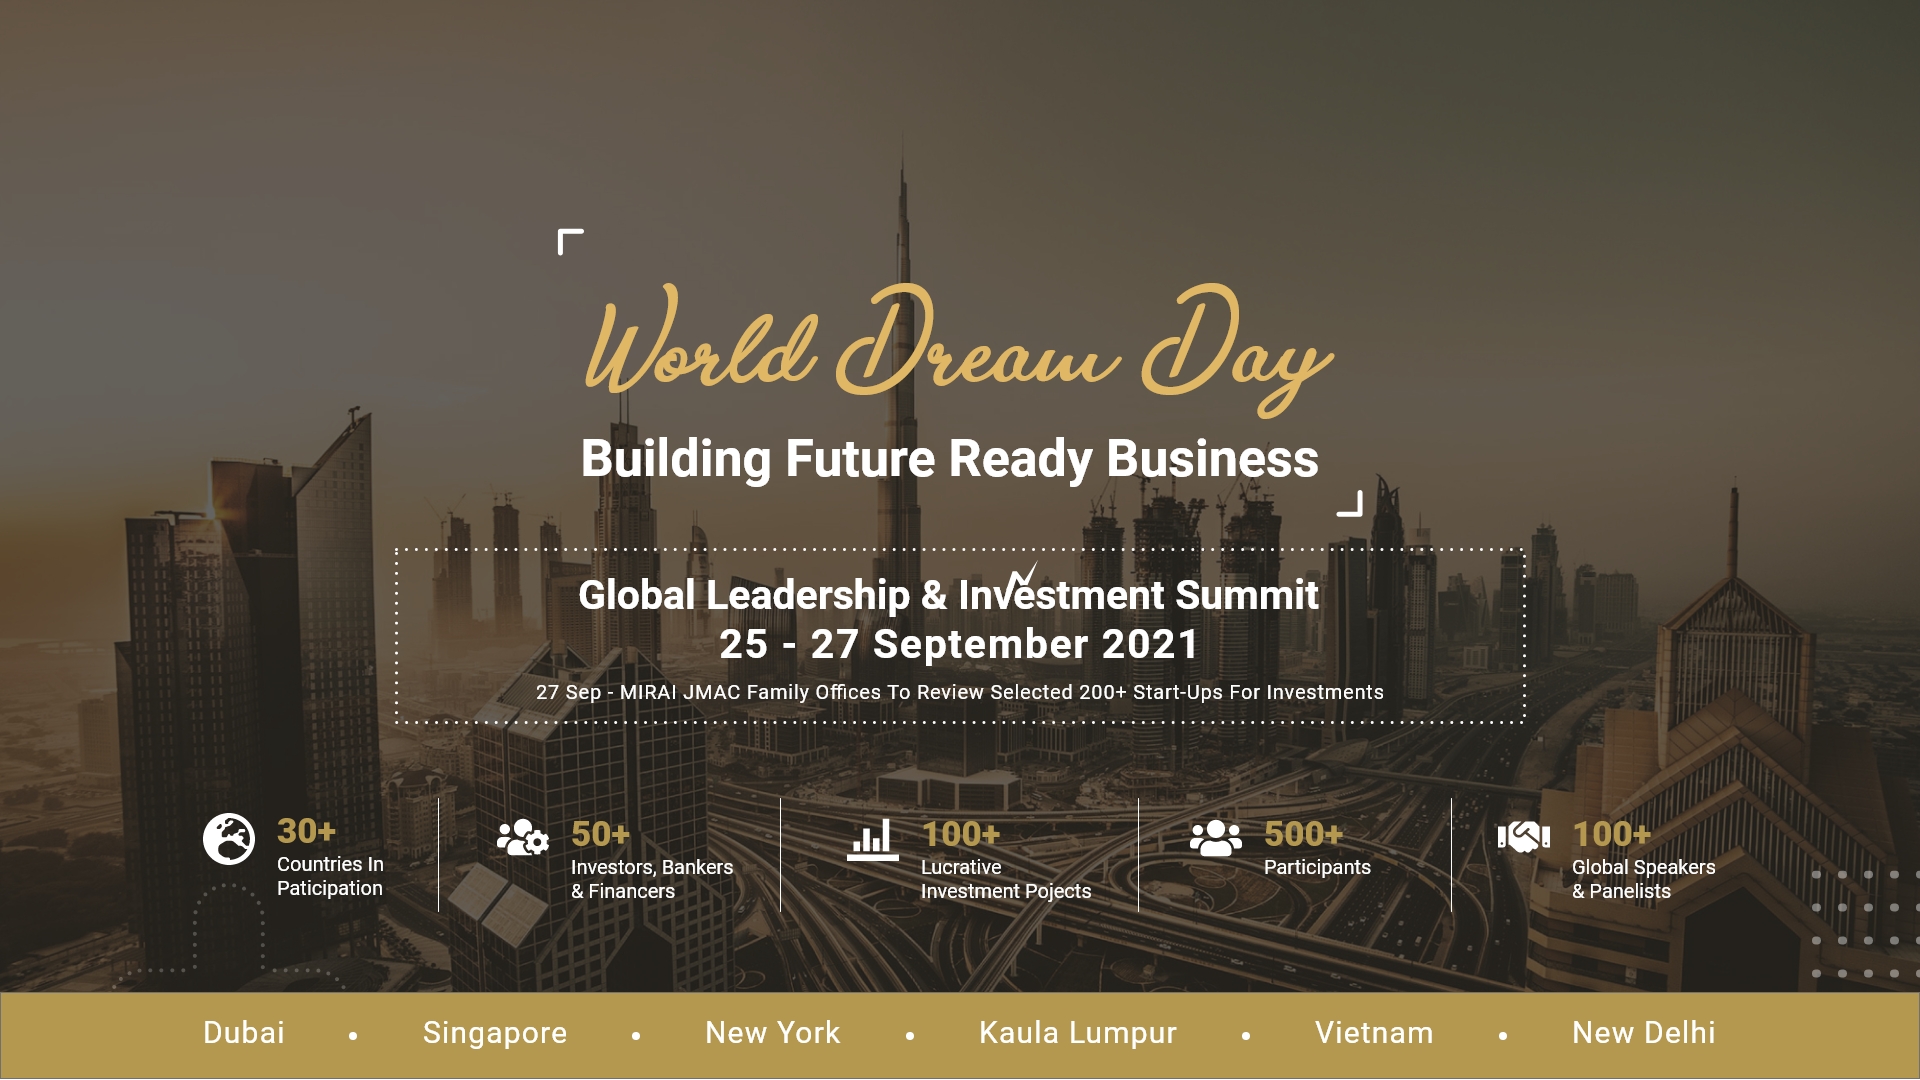 World Dream Day
Building Future Ready Business
Global Leadership & Investment Summit
25 - 27 September 2021
27 Sep - MIRAI JMAC Family Offices To Review Selected 200+ Start-Ups For Investments
30+
Countries In
Paticipation
50+
Investors, Bankers
& Financers
100+
Lucrative
Investment Pojects
500+
Participants
100+
Global Speakers
& Panelists
Dubai • Singapore • New York • Kaula Lumpur • Vietnam • New Delhi